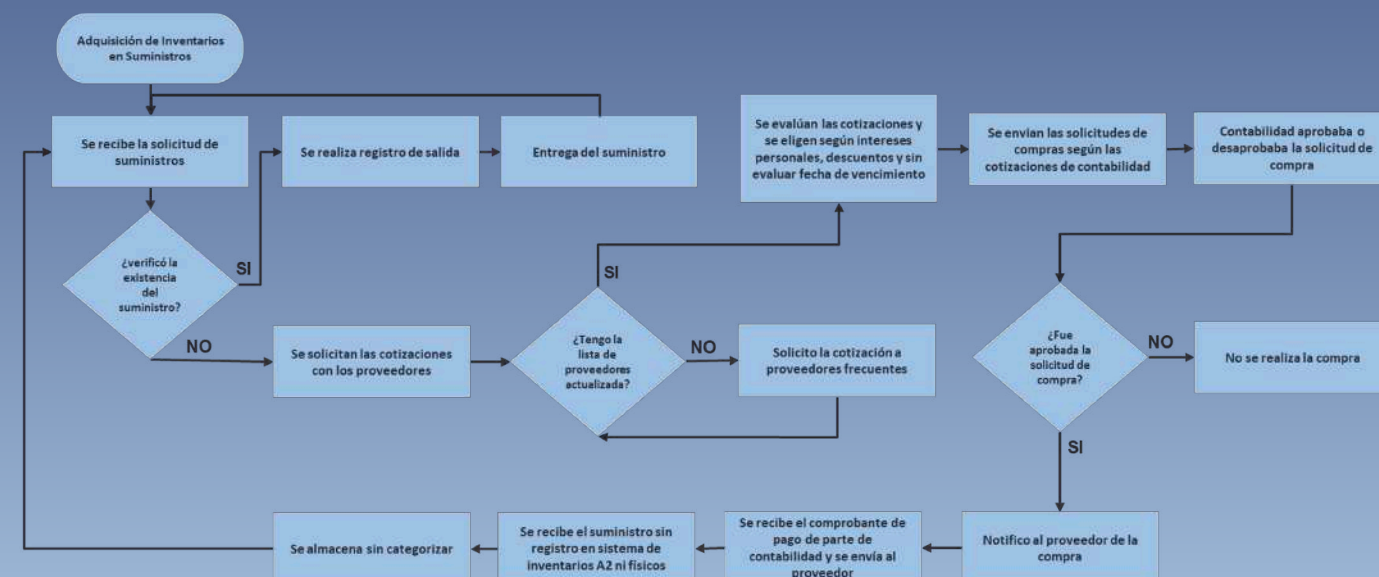 Adquisición de Inventarios
en Suministros
Se recibe la solicitud de
suministros
Se realiza registro de salida
Entrega del suministro
Se evalúan las cotizaciones y
se eligen según intereses
personales, descuentos y sin
evaluar fecha de vencimiento
Se envían las solicitudes de
compras según las
cotizaciones de contabilidad
Contabilidad aprobaba o
desaprobaba la solicitud de
compra
¿verificó la
existencia
del
suministro?
SI
NO
Se solicitan las cotizaciones
con los proveedores
¿Tengo la
lista de
proveedores
actualizada?
SI
NO
Solicito la cotización a
proveedores frecuentes
¿Fue
aprobada la
solicitud de
compra?
NO
No se realiza la compra
SI
Notifico al proveedor de la
compra
Se recibe el comprobante de
pago de parte de
contabilidad y se envía al
proveedor
Se recibe el suministro sin
registro en sistema de
inventarios A2 ni físicos
Se almacena sin categorizar